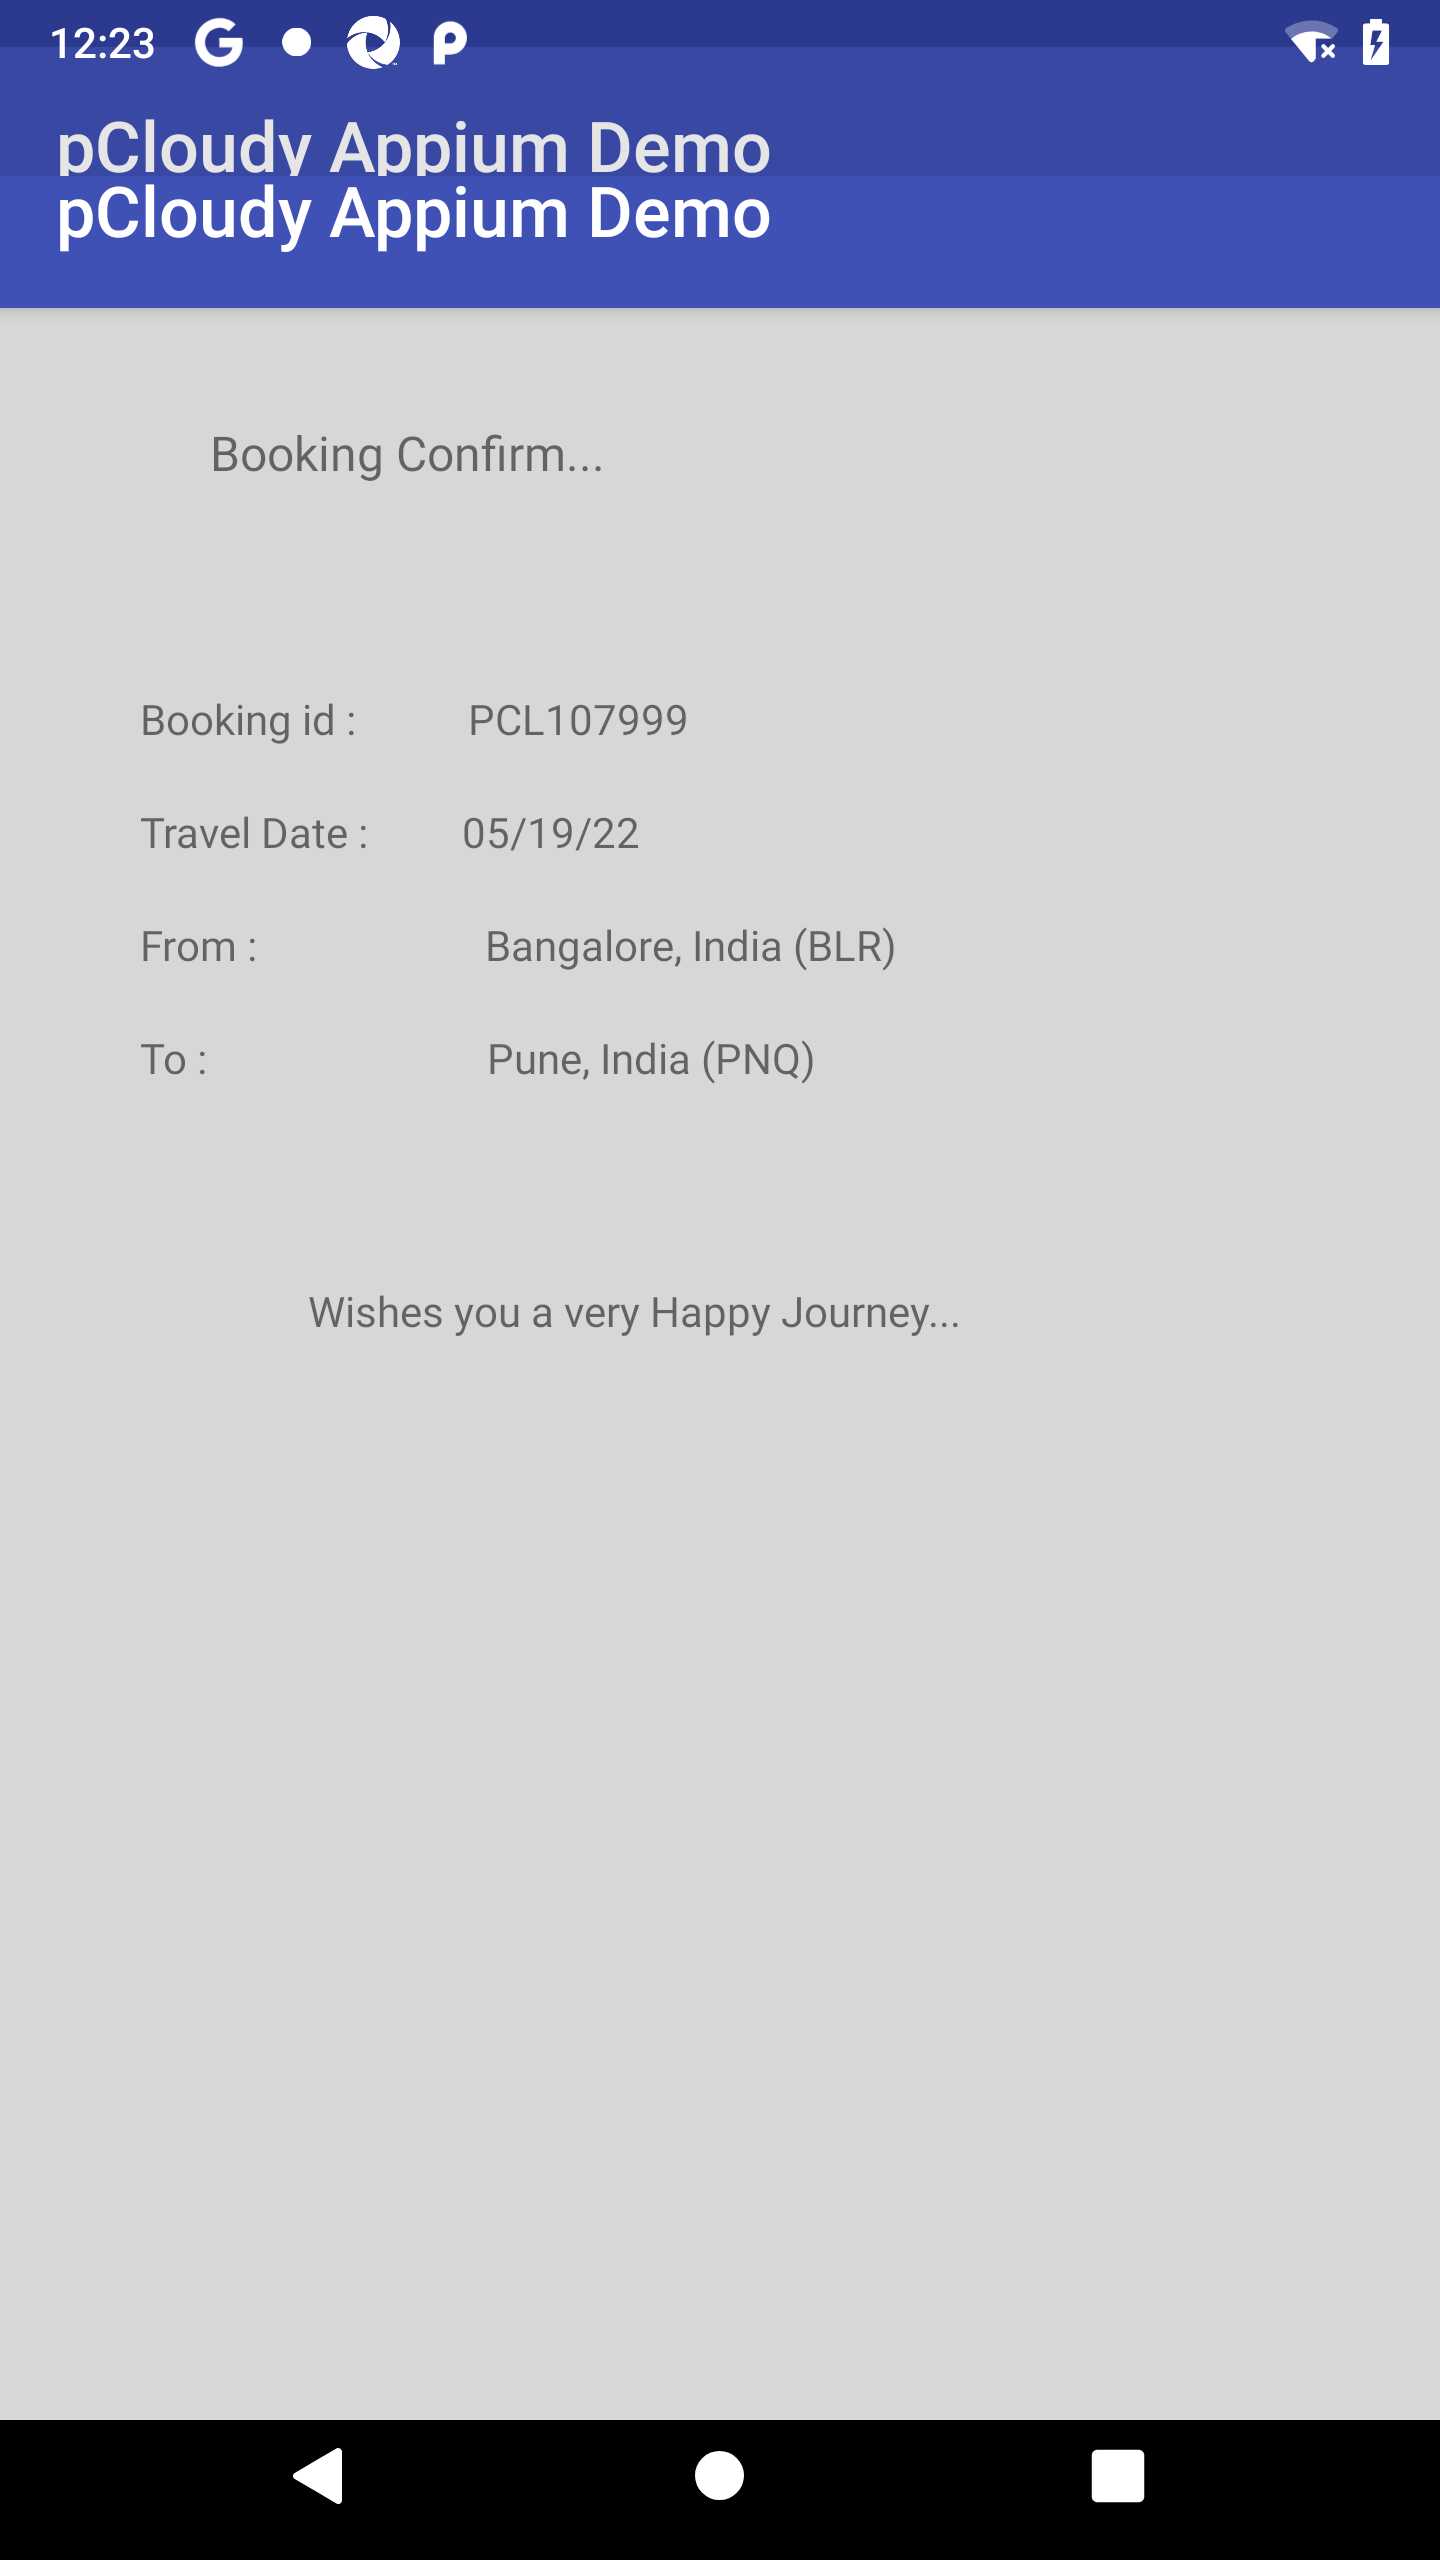 12:23
pCloudy Appium Demo
pCloudy Appium Demo
Booking Confirm...
Booking id : PCL107999
Travel Date : 05/19/22
From : Bangalore, India (BLR)
To : Pune, India (PNQ)
Wishes you a very Happy Journey...